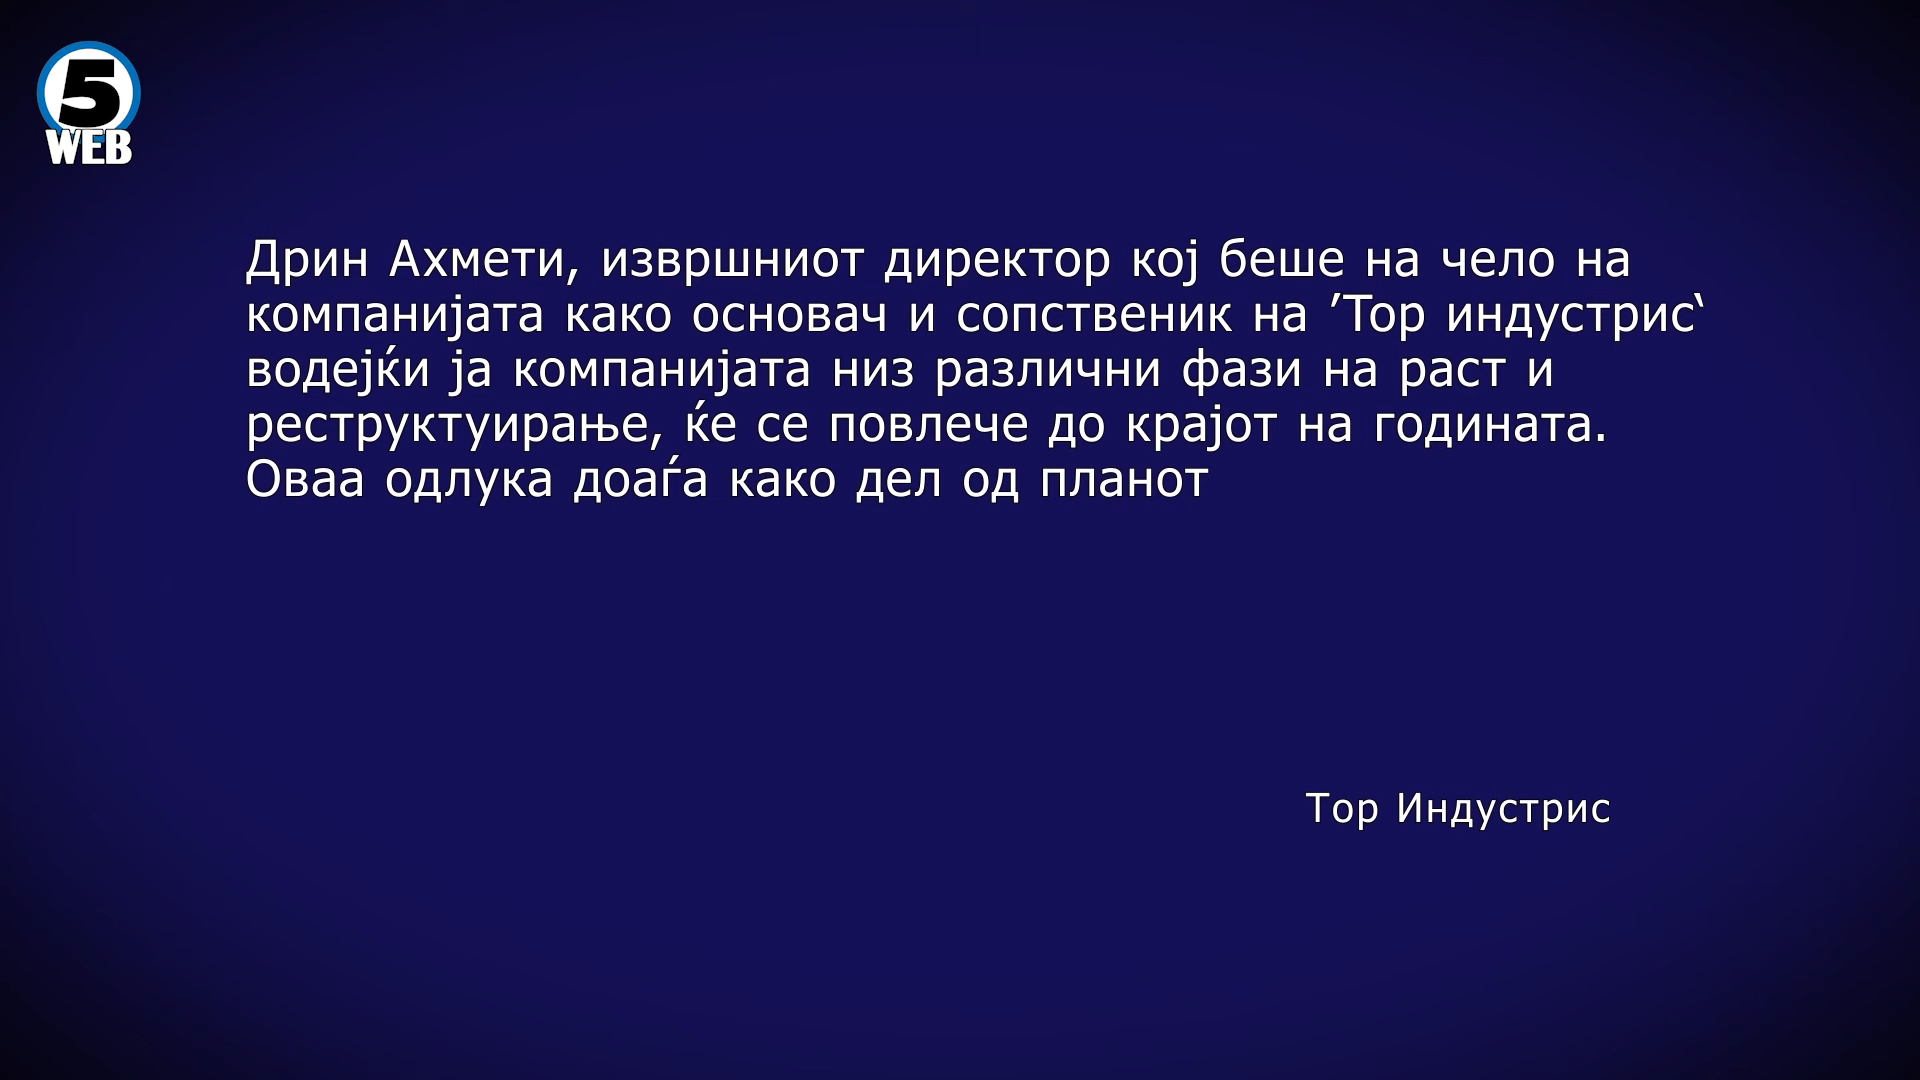 5
WEB
Дрин Ахмети, извршниот директор кој беше на чело на
компанијата како основач и сопственик на ’Тор индустрис‘
водејќи ја компанијата низ различни фази на раст и
реструктуирање, ќе се повлече до крајот на годината.
Оваа одлука доаѓа како дел од планот
Тор Индустрис